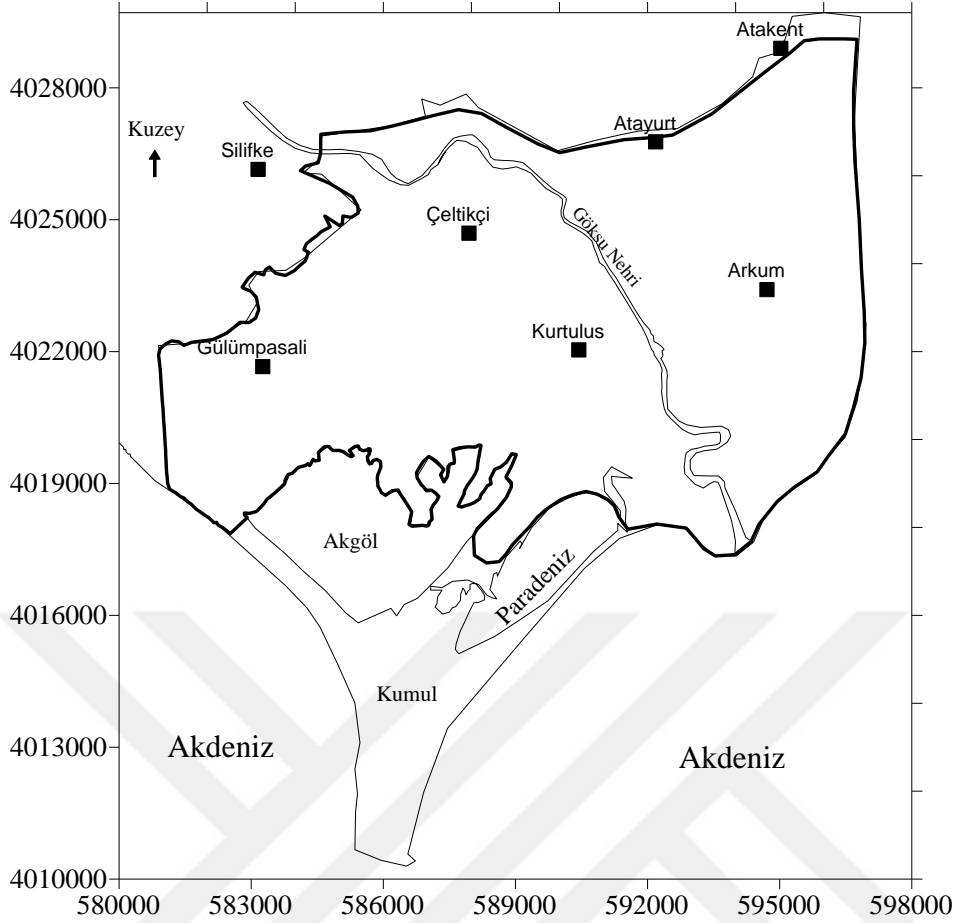 Atakent
4028000
Kuzey
Atayurt
Silifke
4025000
Çeltikçi
Göksu Nehri
Arkum
4022000
Gülümpasali
Kurtulus
4019000
Akgöl
Paradeniz
4016000
Kumul
4013000
Akdeniz
Akdeniz
4010000
580000 583000 586000 589000 592000 595000 598000